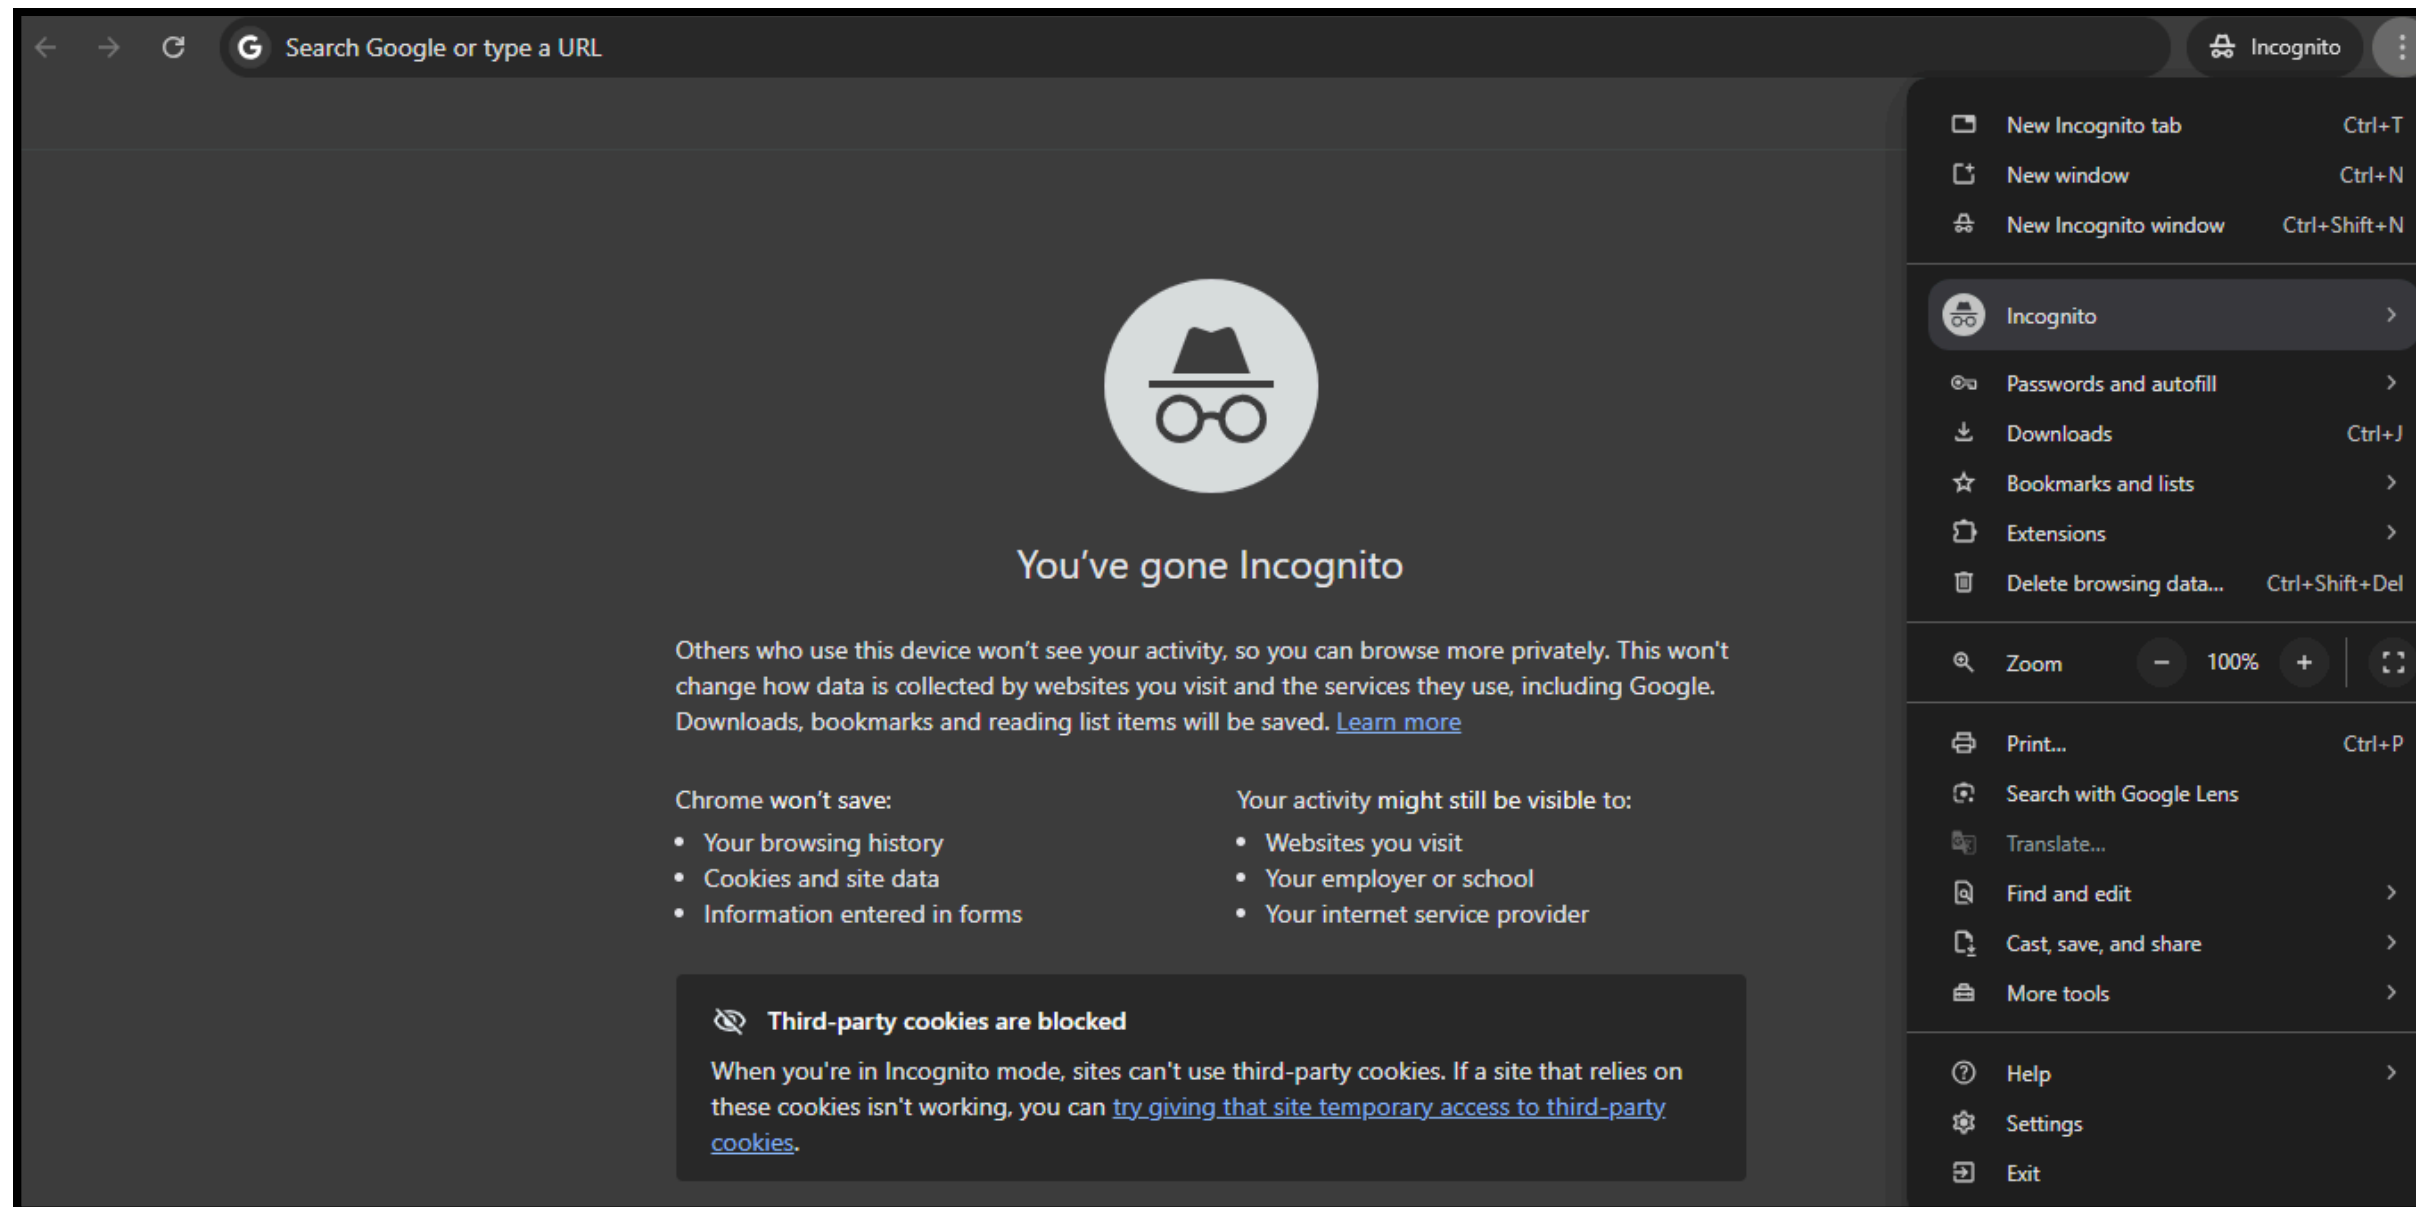 G Search Google or type a URL
Incognito
New Incognito tab Ctrl+T
New window Ctrl+N
New Incognito window Ctrl+Shift+N
Incognito
Passwords and autofill
Downloads Ctrl+J
Bookmarks and lists
Extensions
Delete browsing data... Ctrl+Shift+Del
Zoom − 100% +
Print... Ctrl+P
Search with Google Lens
Translate...
Find and edit
Cast, save, and share
More tools
Help
Settings
Exit
You’ve gone Incognito
Others who use this device won’t see your activity, so you can browse more privately. This won't
change how data is collected by websites you visit and the services they use, including Google.
Downloads, bookmarks and reading list items will be saved. Learn more
Chrome won’t save:
• Your browsing history
• Cookies and site data
• Information entered in forms
Your activity might still be visible to:
• Websites you visit
• Your employer or school
• Your internet service provider
Third-party cookies are blocked
When you're in Incognito mode, sites can't use third-party cookies. If a site that relies on
these cookies isn't working, you can try giving that site temporary access to third-party
cookies.